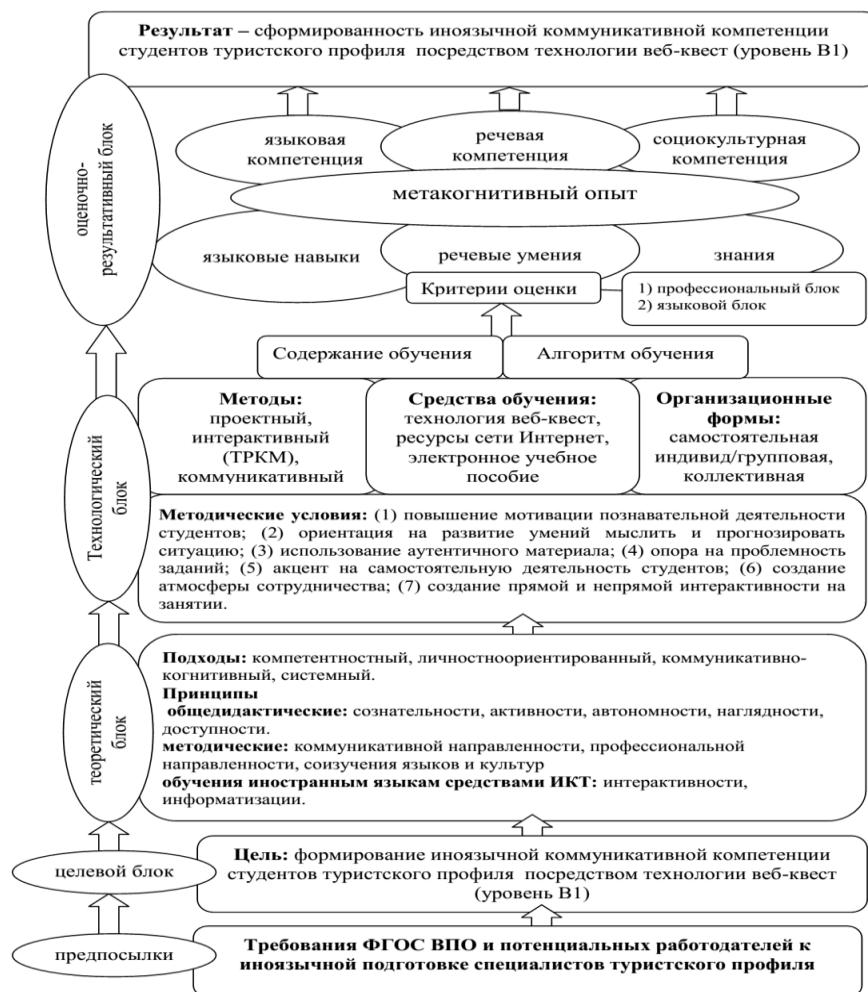 Результат – сформированность иноязычной коммуникативной компетенции
студентов туристского профиля посредством технологии веб-квест (уровень B1)
оценочно-
результативный блок
языковая
компетенция
речевая
компетенция
социокультурная
компетенция
метакогнитивный опыт
языковые навыки
речевые умения
знания
Критерии оценки
1) профессиональный блок
2) языковой блок
Содержание обучения
Алгоритм обучения
Технологический
блок
Методы:
проектный,
интерактивный
(ТРКМ),
коммуникативный
Средства обучения:
технология веб-квест,
ресурсы сети Интернет,
электронное учебное
пособие
Организационные
формы:
самостоятельная
индивид/групповая,
коллективная
Методические условия: (1) повышение мотивации познавательной деятельности
студентов; (2) ориентация на развитие умений мыслить и прогнозировать
ситуацию; (3) использование аутентичного материала; (4) опора на проблемность
заданий; (5) акцент на самостоятельную деятельность студентов; (6) создание
атмосферы сотрудничества; (7) создание прямой и непрямой интерактивности на
занятии.
теоретический
блок
Подходы: компетентностный, личностноориентированный, коммуникативно-
когнитивный, системный.
Принципы
общедидактические: сознательности, активности, автономности, наглядности,
доступности.
методические: коммуникативной направленности, профессиональной
направленности, соизучения языков и культур
обучения иностранным языкам средствами ИКТ: интерактивности,
информатизации.
целевой блок
Цель: формирование иноязычной коммуникативной компетенции
студентов туристского профиля посредством технологии веб-квест
(уровень B1)
предпосылки
Требования ФГОС ВПО и потенциальных работодателей к
иноязычной подготовке специалистов туристского профиля